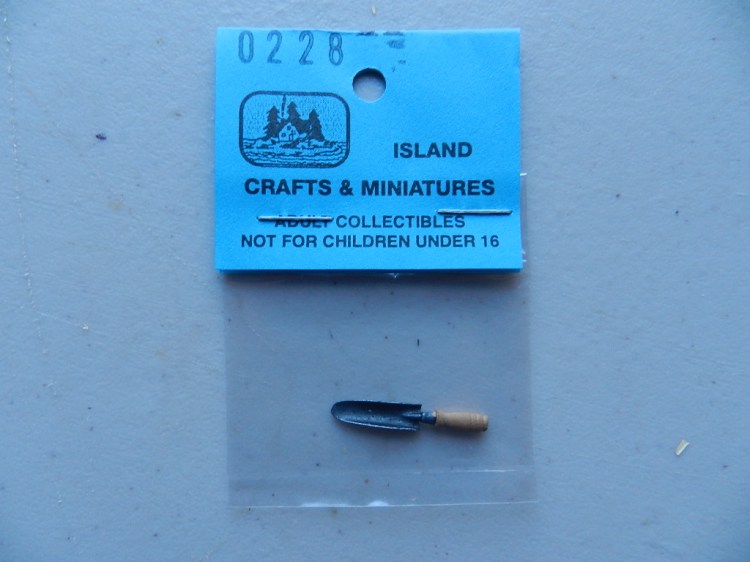 0228
ISLAND
CRAFTS & MINIATURES
ADULT COLLECTIBLES
NOT FOR CHILDREN UNDER 16